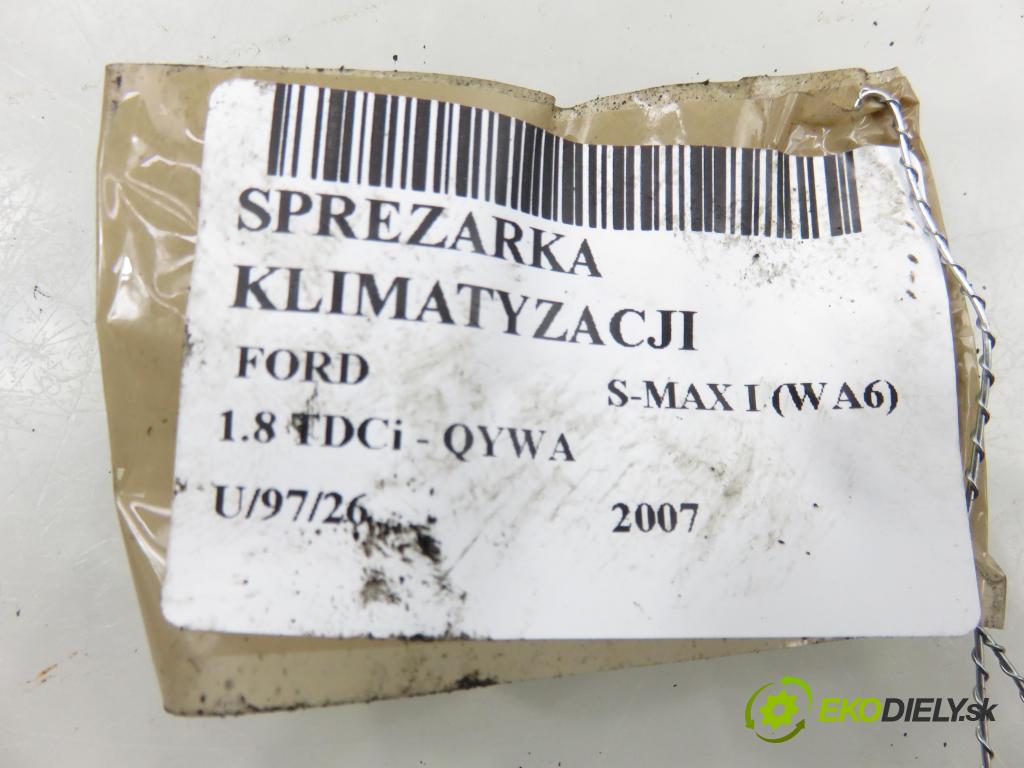 SPREZARKA
KLIMATYZACJI
FORD
S-MAX I (WA6)
1.8 TDCi - QYWA
U/97/26
2007
EKODIELY.sk